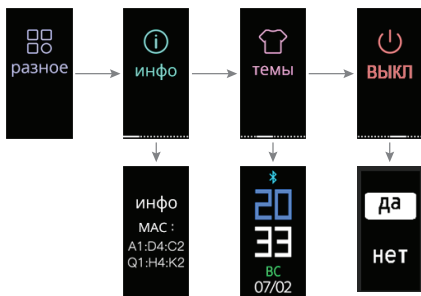 разное
инфо
темы
ВЫКЛ
инфо
MAC :
A1:D4:C2
Q1:H4:K2
20
33
ВС
07/02
да
нет